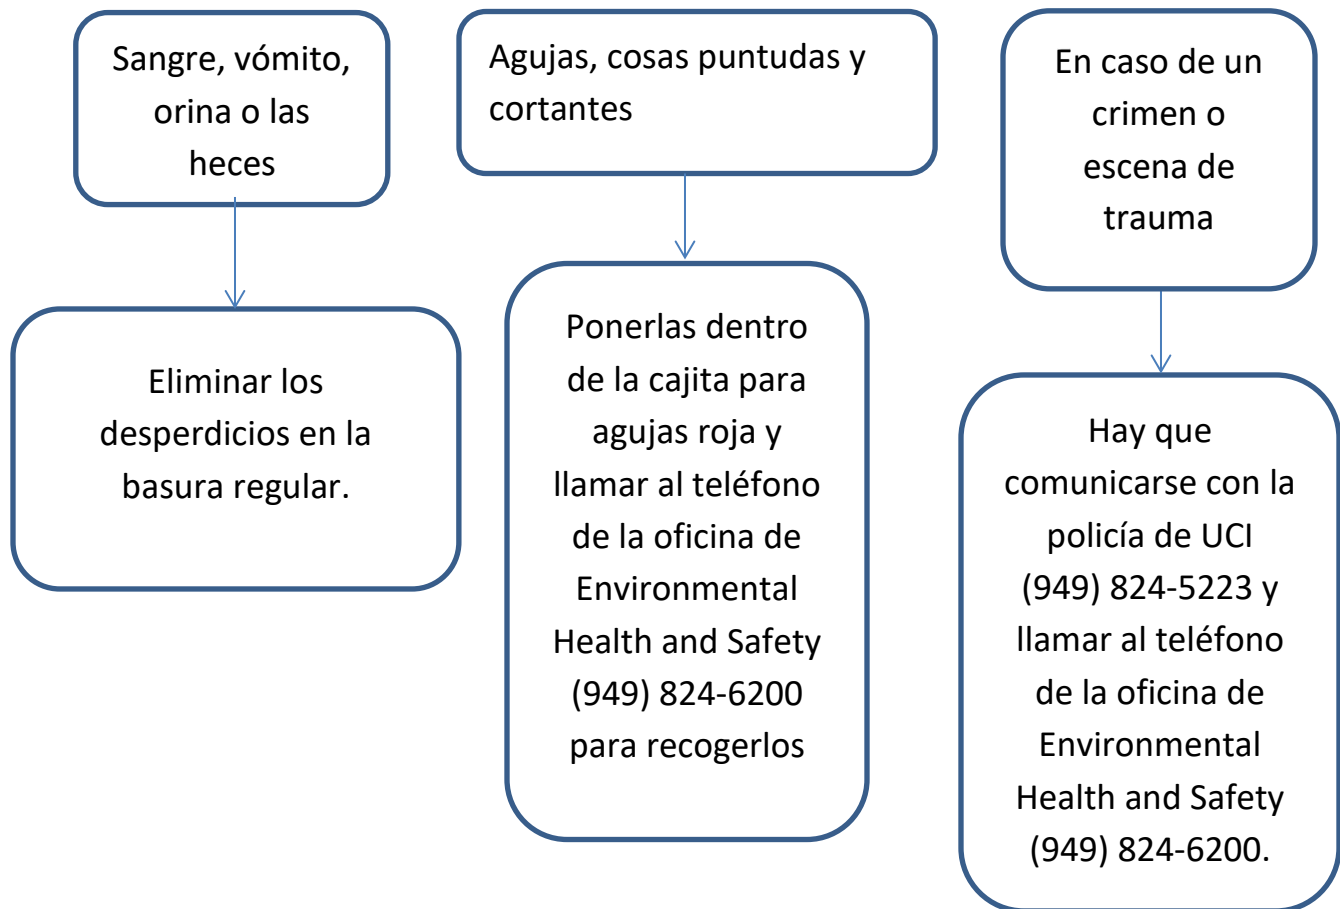 Sangre, vómito,
orina o las
heces
Eliminar los
desperdicios en la
basura regular.
Agujas, cosas puntudas y
cortantes
Ponerlas dentro
de la cajita para
agujas roja y
llamar al teléfono
de la oficina de
Environmental
Health and Safety
(949) 824-6200
para recogerlos
En caso de un
crimen o
escena de
trauma
Hay que
comunicarse con la
policía de UCI
(949) 824-5223 y
llamar al teléfono
de la oficina de
Environmental
Health and Safety
(949) 824-6200.